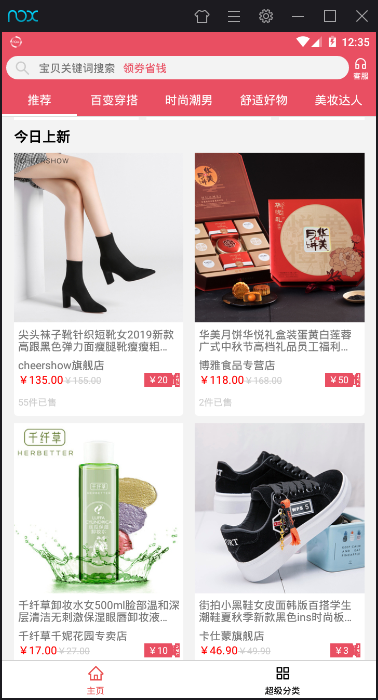 nox
12:35
宝贝关键词搜索 领券省钱
客服
推荐 百变穿搭 时尚潮男 舒适好物 美妆达人
今日上新
CHEERSHOW
尖头袜子靴针织短靴女2019新款
高跟黑色弹力面瘦腿靴瘦瘦粗…
cheershow旗舰店
￥135.00 ￥155.00 ￥20
55件已售
华美月饼
华美月饼华悦礼盒装蛋黄白莲蓉
广式中秋节高档礼品员工福利…
博雅食品专营店
￥118.00 ￥168.00 ￥50
2件已售
千纤草
HERBETTER
千纤草卸妆水女500ml脸部温和深
层清洁无刺激保湿眼唇卸妆液…
千纤草千妮花园专卖店
￥17.00 ￥27.00 ￥10
街拍小黑鞋女皮面韩版百搭学生
潮鞋夏秋季新款黑色ins时尚板…
卡仕蒙旗舰店
￥46.90 ￥49.90 ￥3
主页 超级分类